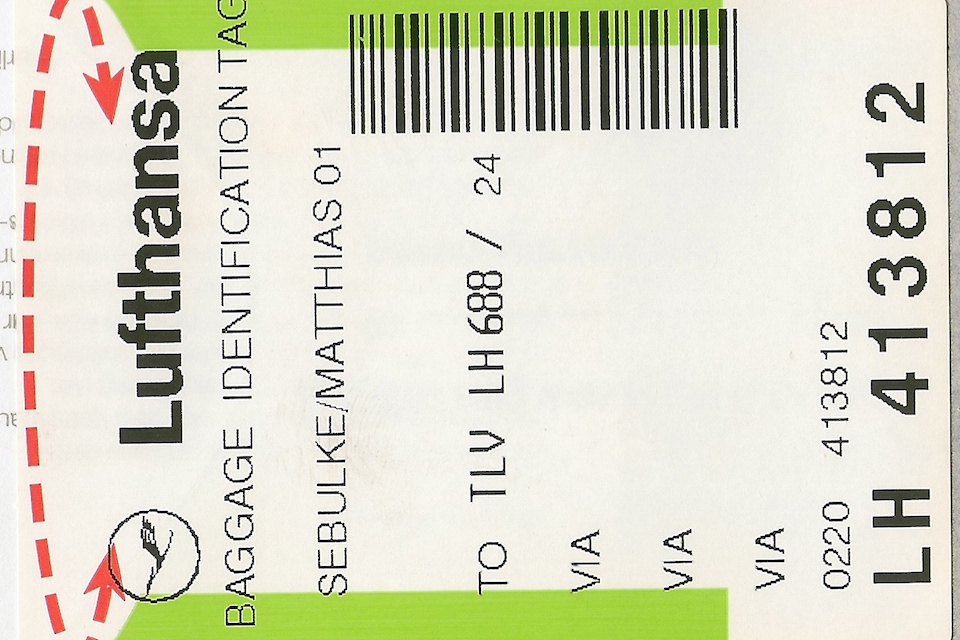 Lufthansa
BAGGAGE IDENTIFICATION TAG
SEBULKE/MATTHIAS 01
TO TLV LH 688 / 24
VIA
VIA
VIA
0220 413812
LH 413812